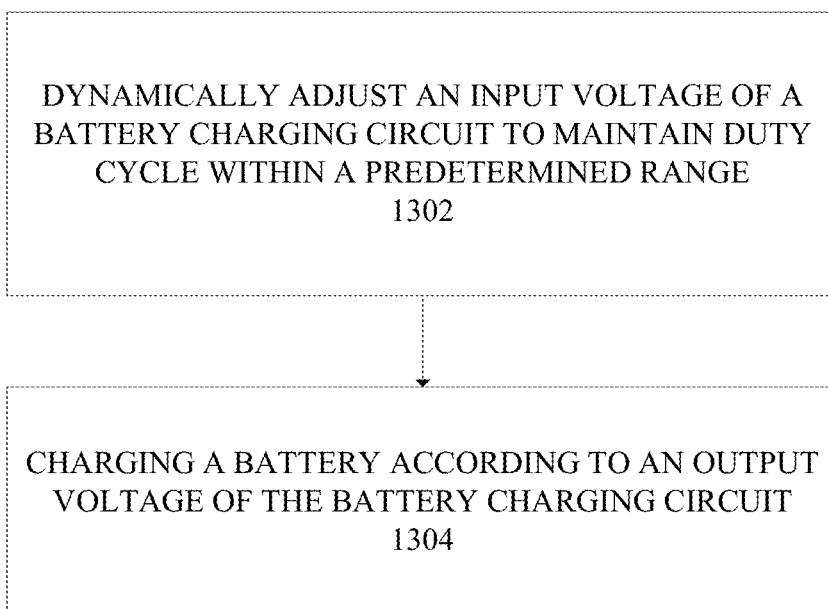 DYNAMICALLY ADJUST AN INPUT VOLTAGE OF A
BATTERY CHARGING CIRCUIT TO MAINTAIN DUTY
CYCLE WITHIN A PREDETERMINED RANGE
1302
CHARGING A BATTERY ACCORDING TO AN OUTPUT
VOLTAGE OF THE BATTERY CHARGING CIRCUIT
1304